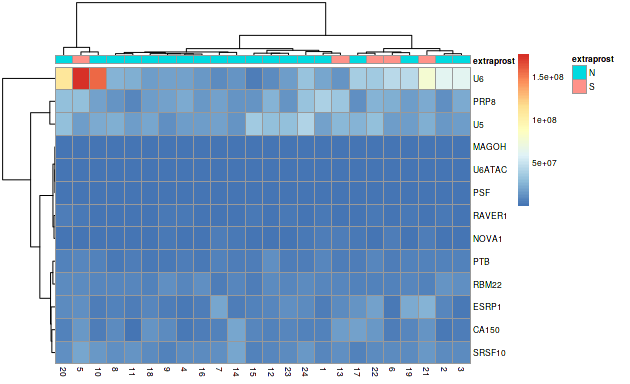 extraprost
U6
PRP8
U5
MAGOH
U6ATAC
PSF
RAVER1
NOVA1
PTB
RBM22
ESRP1
CA150
SRSF10
20 5 10 8 11 18 9 4 16 7 14 15 12 23 24 1 13 17 22 6 19 21 2 3
1.5e+08
1e+08
5e+07
extraprost
N
S